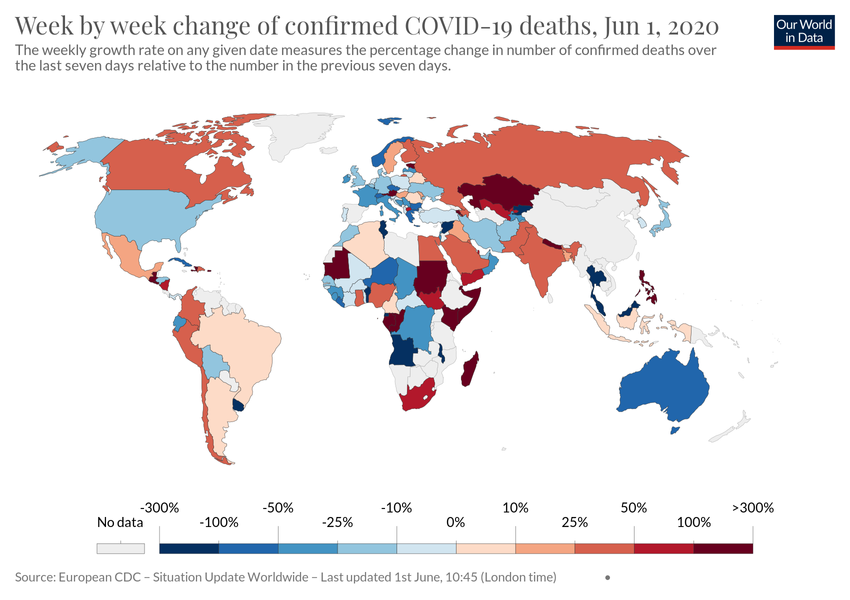 Week by week change of confirmed COVID-19 deaths, Jun 1, 2020
Our World
in Data
The weekly growth rate on any given date measures the percentage change in number of confirmed deaths over
the last seven days relative to the number in the previous seven days.
-300% -50% -10% 10% 50% >300%
No data -100% -25% 0% 25% 100%
Source: European CDC – Situation Update Worldwide – Last updated 1st June, 10:45 (London time) •